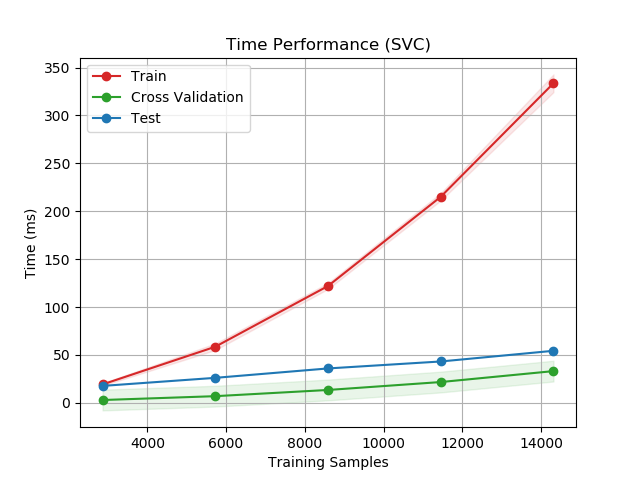 Time Performance (SVC)
Train
Cross Validation
Test
350
300
250
200
150
100
50
0
Time (ms)
4000 6000 8000 10000 12000 14000
Training Samples